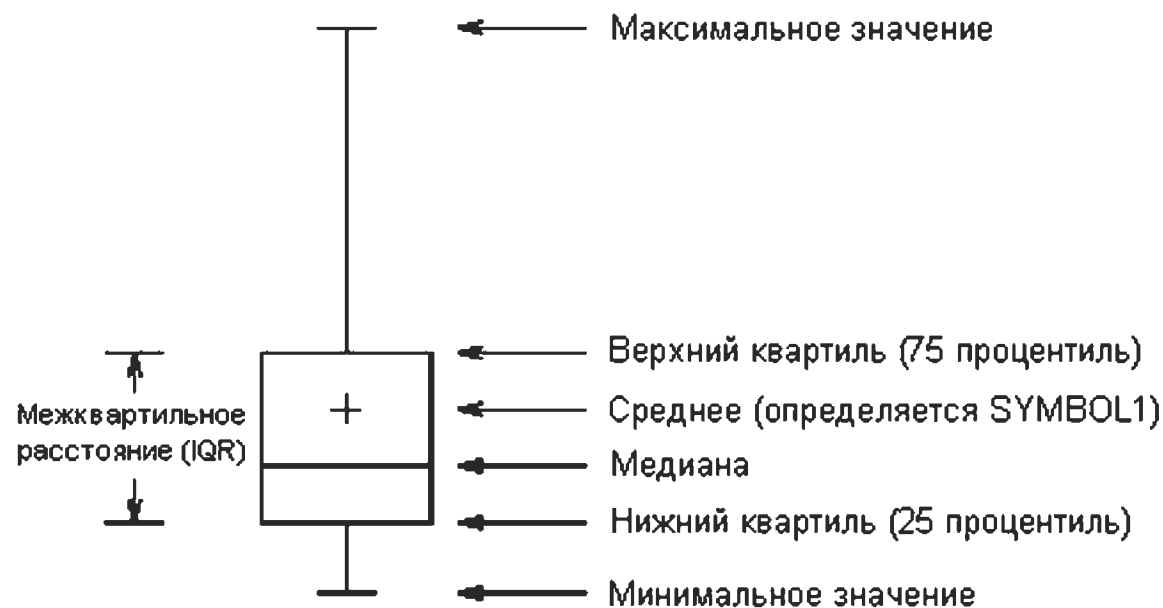 Максимальное значение
Верхний квартиль (75 процентиль)
Межквартильное
расстояние (IQR)
Среднее (определяется SYMBOL1)
Медиана
Нижний квартиль (25 процентиль)
Минимальное значение